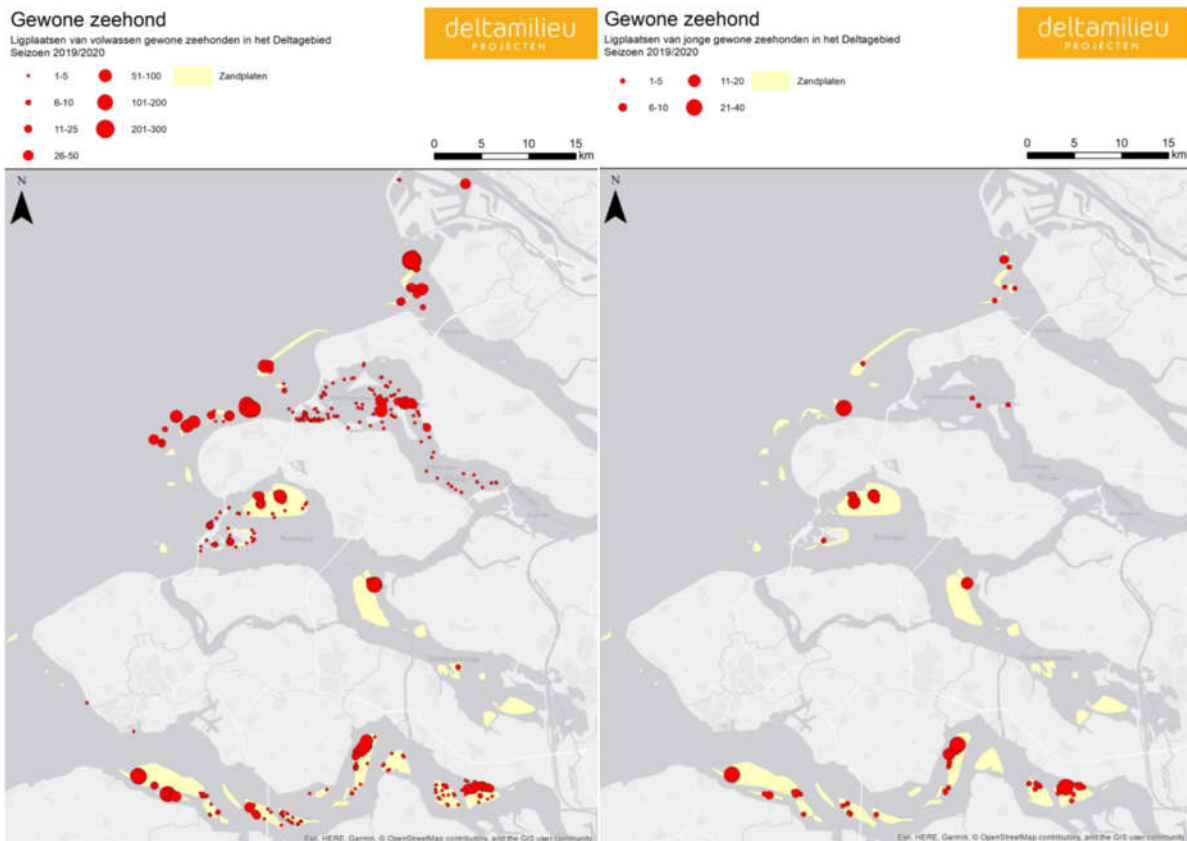 Gewone zeehond
Ligplaatsen van volwassen gewone zeehonden in het Deltagebied
Seizoen 2019/2020
deltamilieu
PROJECTEN
1-5
51-100
Zandplaten
6-10
101-200
11-25
201-300
26-50
0 5 10 15
km
N
Esri, HERE, Garmin, © OpenStreetMap contributors, and the GIS user community
Gewone zeehond
Ligplaatsen van jonge gewone zeehonden in het Deltagebied
Seizoen 2019/2020
deltamilieu
PROJECTEN
1-5
11-20
Zandplaten
6-10
21-40
0 5 10 15
km
N
Esri, HERE, Garmin, © OpenStreetMap contributors, and the GIS user community